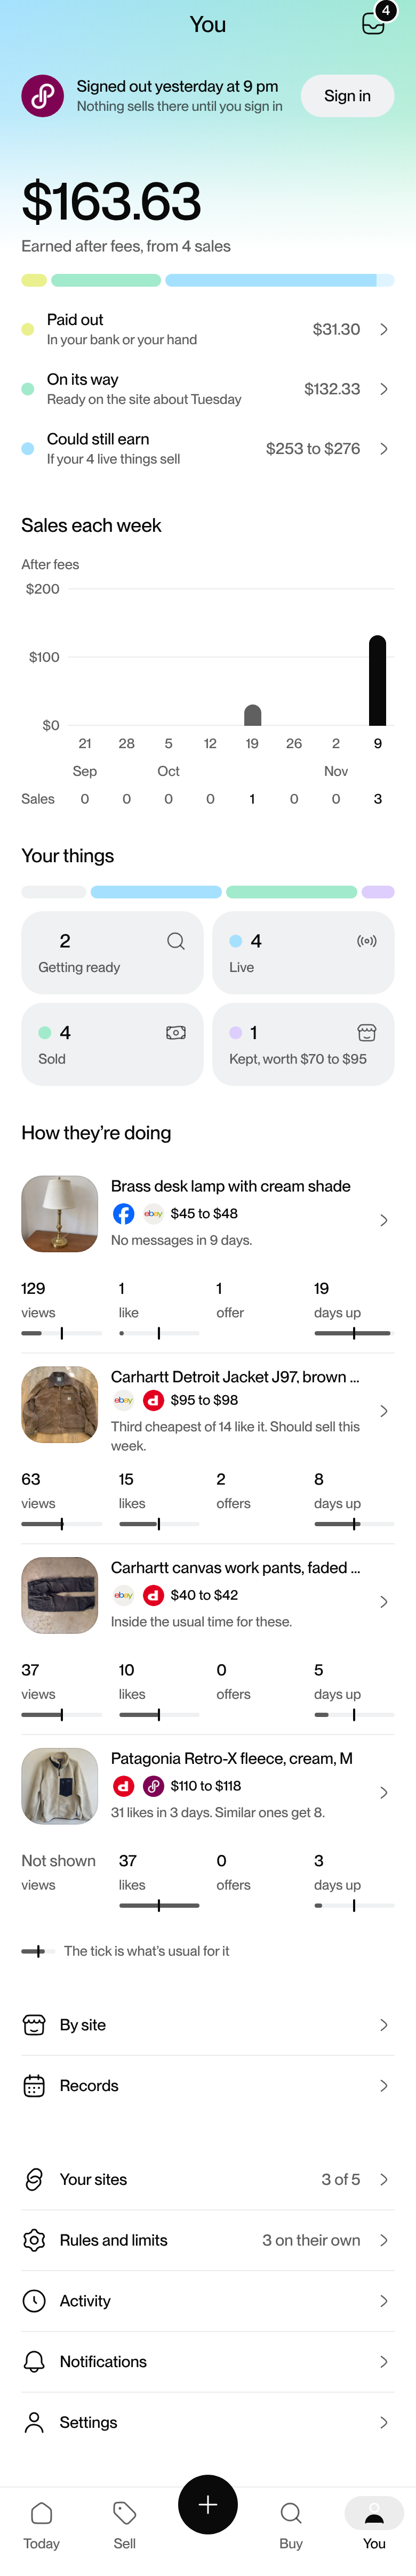 You
4
Signed out yesterday at 9 pm
Nothing sells there until you sign in
Sign in
$163.63
Earned after fees, from 4 sales
Paid out
In your bank or your hand
$31.30
On its way
Ready on the site about Tuesday
$132.33
Could still earn
If your 4 live things sell
$253 to $276
Sales each week
After fees
$200
$100
$0
21 28 5 12 19 26 2 9
Sep Oct Nov
Sales 0 0 0 0 1 0 0 3
Your things
2
Getting ready
4
Live
4
Sold
1
Kept, worth $70 to $95
How they’re doing
Brass desk lamp with cream shade
ebay $45 to $48
No messages in 9 days.
129 1 1 19
views like offer days up
Carhartt Detroit Jacket J97, brown ...
ebay $95 to $98
Third cheapest of 14 like it. Should sell this
week.
63 15 2 8
views likes offers days up
Carhartt canvas work pants, faded ...
ebay $40 to $42
Inside the usual time for these.
37 10 0 5
views likes offers days up
Patagonia Retro-X fleece, cream, M
$110 to $118
31 likes in 3 days. Similar ones get 8.
Not shown 37 0 3
views likes offers days up
The tick is what’s usual for it
By site
Records
Your sites 3 of 5
Rules and limits 3 on their own
Activity
Notifications
Settings
Today Sell Buy You